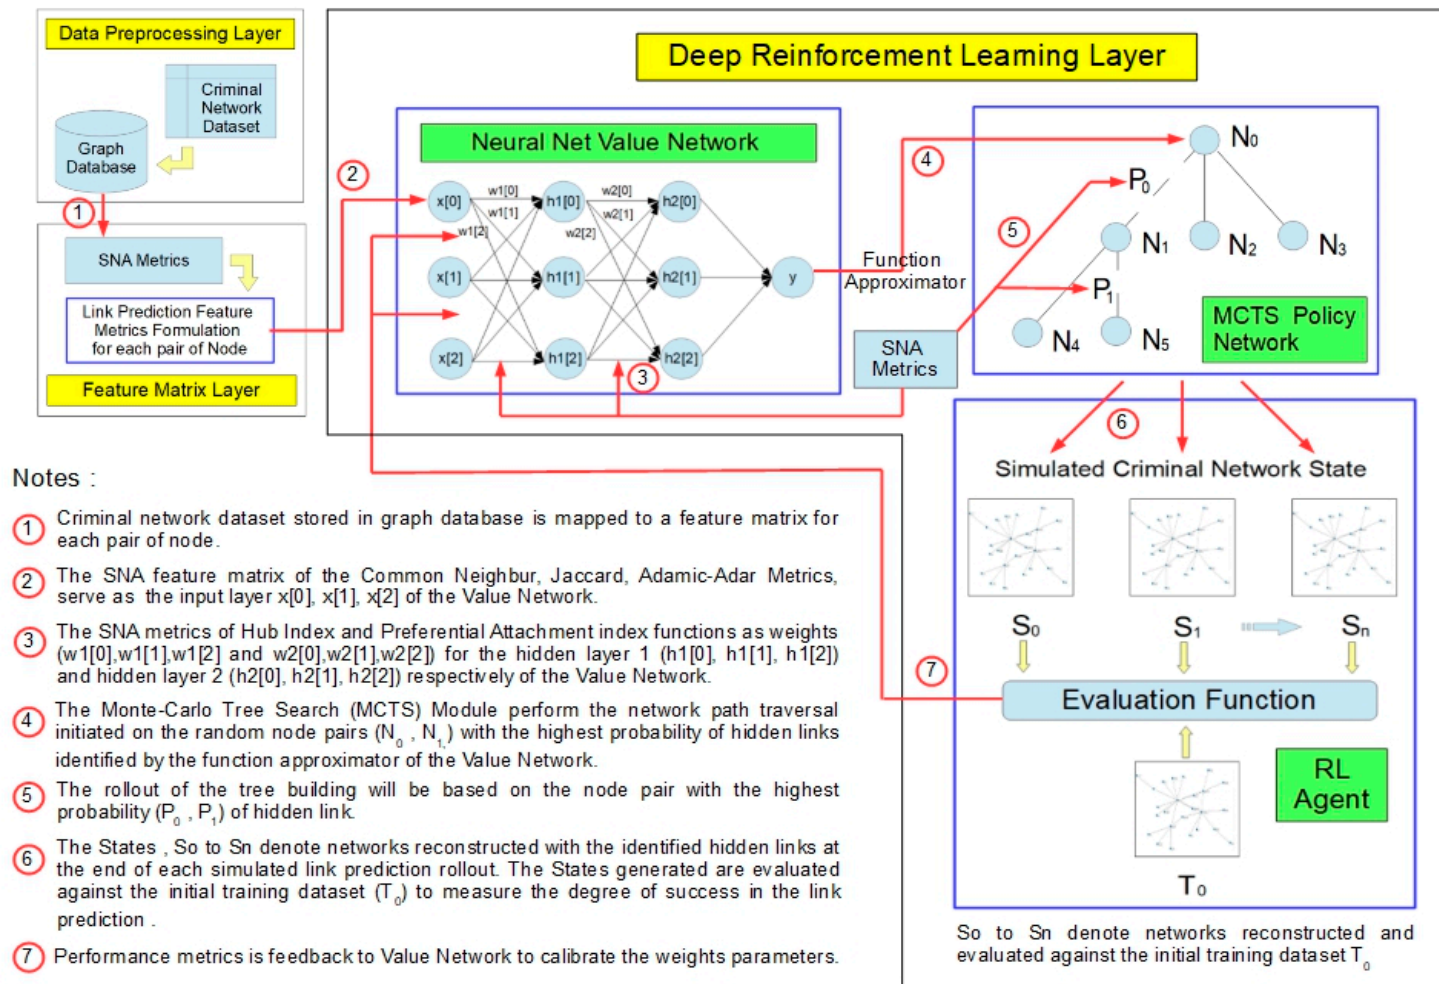 Data Preprocessing Layer
Criminal
Network
Dataset
Graph
Database
1
SNA Metrics
Link Prediction Feature
Metrics Formulation
for each pair of Node
Feature Matrix Layer
Deep Reinforcement Learning Layer
2
Neural Net Value Network
x[0]
w1[0]
w1[1]
w1[2]
h1[0]
w2[0]
w2[1]
w2[2]
h2[0]
x[1]
h1[1]
h2[1]
y
x[2]
h1[2]
h2[2]
3
Function
Approximator
SNA
Metrics
4
5
N0
P0
N1
N2
N3
P1
N4
N5
MCTS Policy
Network
6
Simulated Criminal Network State
S0
S1
Sn
7
Evaluation Function
RL
Agent
T0
So to Sn denote networks reconstructed and
evaluated against the initial training dataset T0
Notes :
1 Criminal network dataset stored in graph database is mapped to a feature matrix for
each pair of node.
2 The SNA feature matrix of the Common Neighbur, Jaccard, Adamic-Adar Metrics,
serve as the input layer x[0], x[1], x[2] of the Value Network.
3 The SNA metrics of Hub Index and Preferential Attachment index functions as weights
(w1[0],w1[1],w1[2] and w2[0],w2[1],w2[2]) for the hidden layer 1 (h1[0], h1[1], h1[2])
and hidden layer 2 (h2[0], h2[1], h2[2]) respectively of the Value Network.
4 The Monte-Carlo Tree Search (MCTS) Module perform the network path traversal
initiated on the random node pairs (N0 , N1,) with the highest probability of hidden links
identified by the function approximator of the Value Network.
5 The rollout of the tree building will be based on the node pair with the highest
probability (P0 , P1) of hidden link.
6 The States , So to Sn denote networks reconstructed with the identified hidden links at
the end of each simulated link prediction rollout. The States generated are evaluated
against the initial training dataset (T0) to measure the degree of success in the link
prediction .
7 Performance metrics is feedback to Value Network to calibrate the weights parameters.